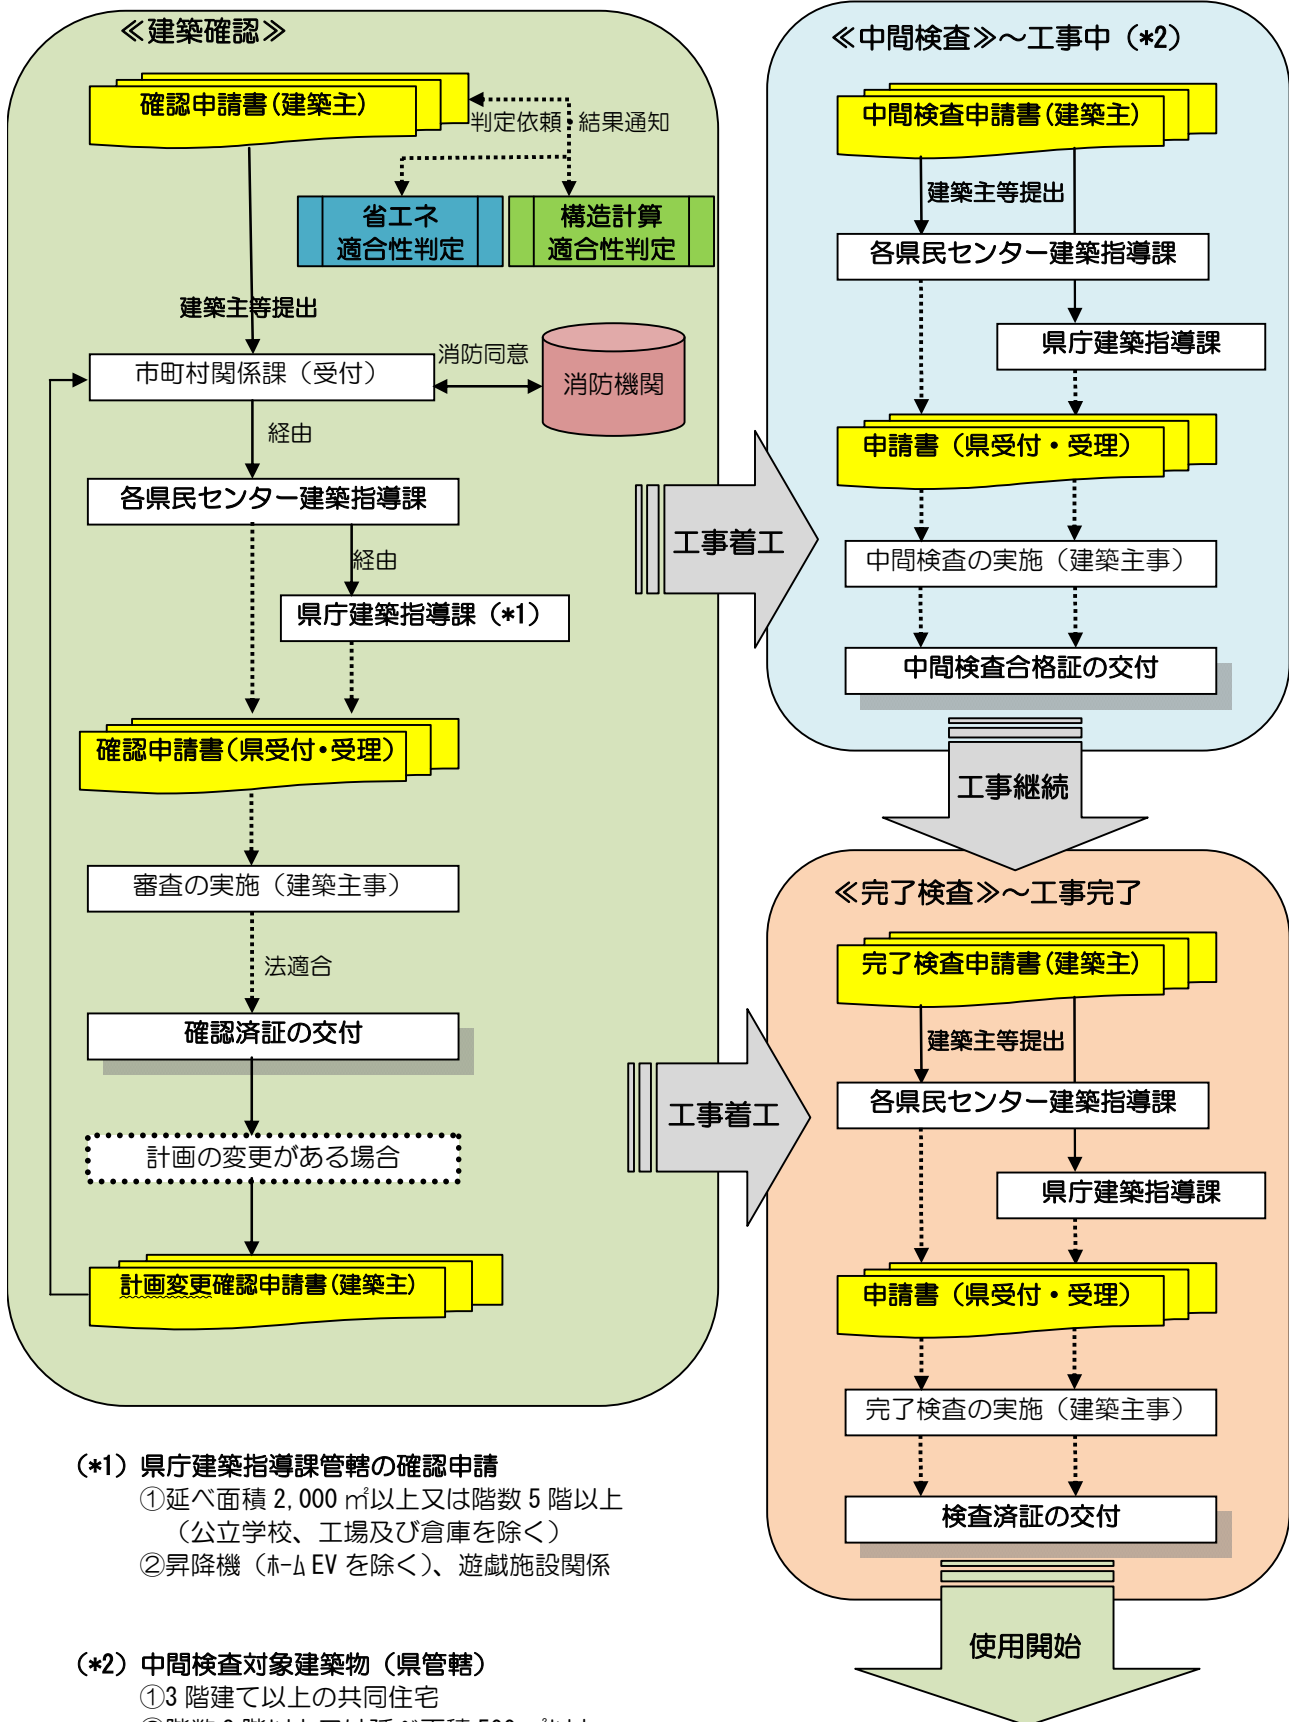 ≪建築確認≫
確認申請書(建築主)
判定依頼・結果通知
省エネ
適合性判定
構造計算
適合性判定
建築主等提出
市町村関係課(受付)
消防同意
消防機関
経由
各県民センター建築指導課
経由
県庁建築指導課(*1)
確認申請書(県受付・受理)
審査の実施(建築主事)
法適合
確認済証の交付
計画の変更がある場合
計画変更確認申請書(建築主)
工事着工
工事着工
≪中間検査≫~工事中(*2)
中間検査申請書(建築主)
建築主等提出
各県民センター建築指導課
県庁建築指導課
申請書(県受付・受理)
中間検査の実施(建築主事)
中間検査合格証の交付
工事継続
≪完了検査≫~工事完了
完了検査申請書(建築主)
建築主等提出
各県民センター建築指導課
県庁建築指導課
申請書(県受付・受理)
完了検査の実施(建築主事)
検査済証の交付
使用開始
(*1)県庁建築指導課管轄の確認申請
①延べ面積2,000㎡以上又は階数5階以上
(公立学校、工場及び倉庫を除く)
②昇降機(ホームEVを除く)、遊戯施設関係
(*2)中間検査対象建築物(県管轄)
①3階建て以上の共同住宅